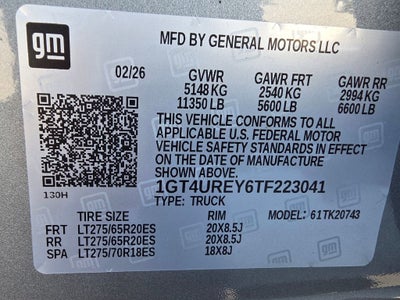 gm
MFD BY GENERAL MOTORS LLC
02/26 GVWR GAWR FRT GAWR RR
5148 KG 2540 KG 2994 KG
11350 LB 5600 LB 6600 LB
THIS VEHICLE CONFORMS TO ALL
APPLICABLE U.S. FEDERAL MOTOR
VEHICLE SAFETY STANDARDS IN EFFECT
ON THE DATE OF MANUFACTURE
SHOWN ABOVE.
130H 1GT4UREY6TF223041
TYPE: TRUCK
TIRE SIZE RIM MODEL: 61TK20743
FRT LT275/65R20ES 20X8.5J
RR LT275/65R20ES 20X8.5J
SPA LT275/70R18ES 18X8J